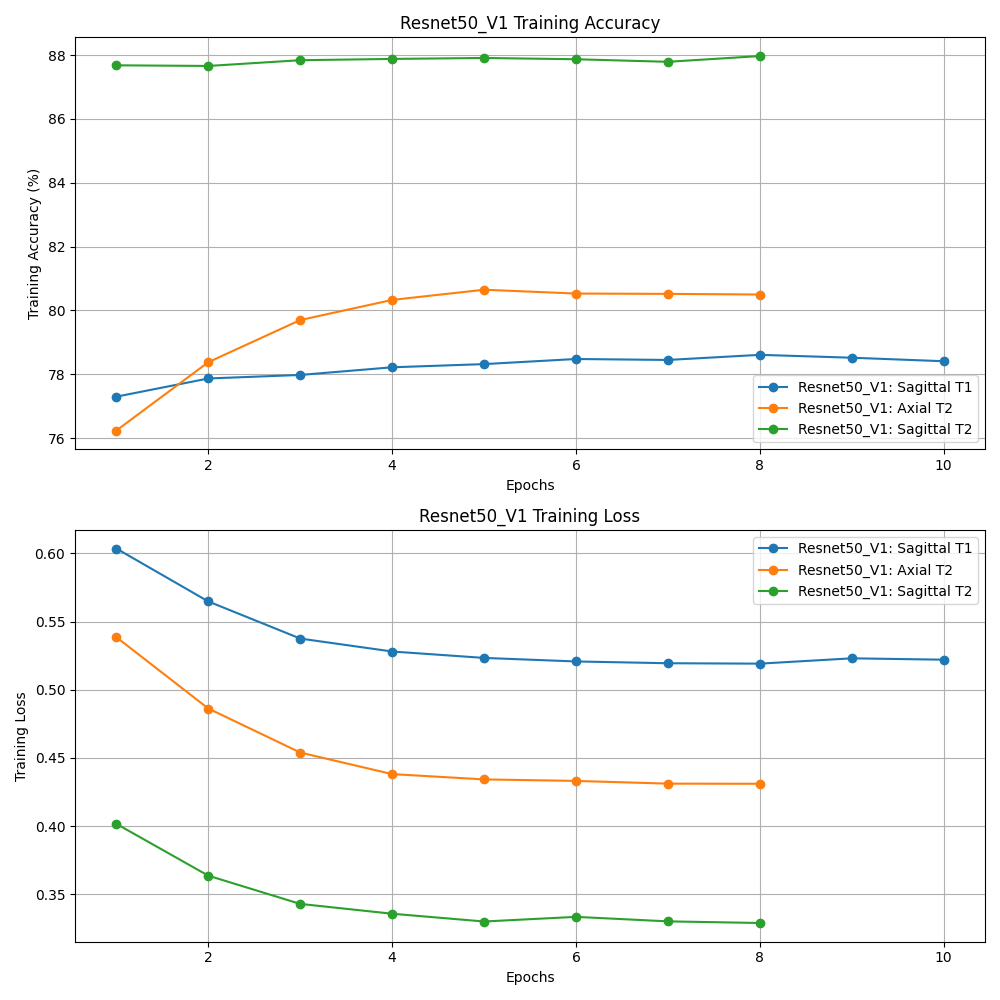 Resnet50_V1 Training Accuracy
88
86
84
82
80
78
76
Training Accuracy (%)
Resnet50_V1: Sagittal T1
Resnet50_V1: Axial T2
Resnet50_V1: Sagittal T2
2 4 6 8 10
Epochs
Resnet50_V1 Training Loss
0.60
0.55
0.50
0.45
0.40
0.35
Training Loss
Resnet50_V1: Sagittal T1
Resnet50_V1: Axial T2
Resnet50_V1: Sagittal T2
2 4 6 8 10
Epochs